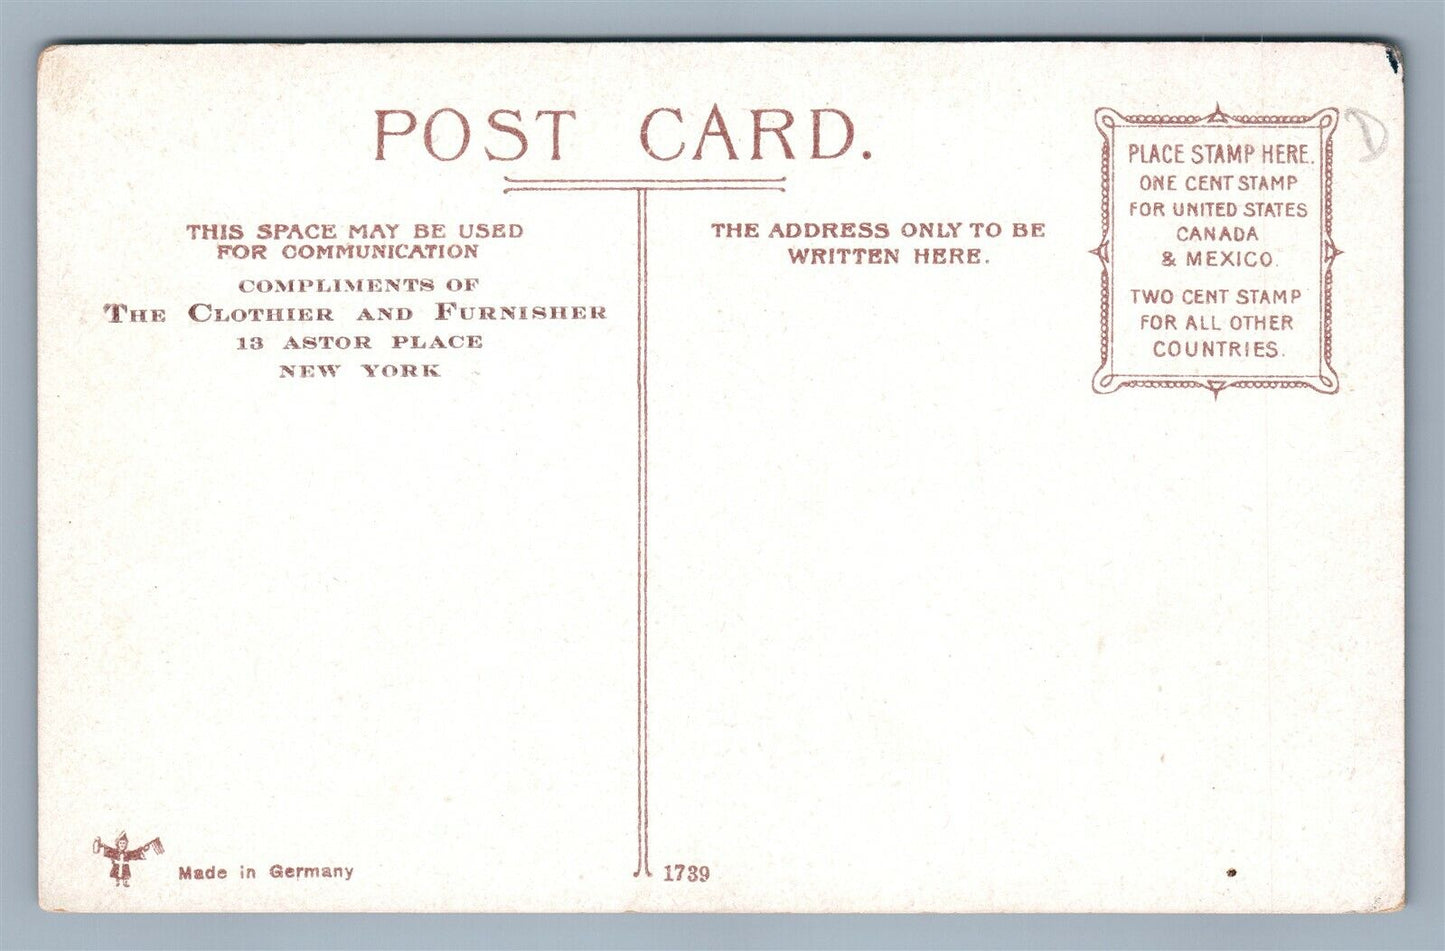 POST CARD.
THIS SPACE MAY BE USED
FOR COMMUNICATION
COMPLIMENTS OF
THE CLOTHIER AND FURNISHER
13 ASTOR PLACE
NEW YORK
THE ADDRESS ONLY TO BE
WRITTEN HERE.
PLACE STAMP HERE.
ONE CENT STAMP
FOR UNITED STATES
CANADA
& MEXICO.
TWO CENT STAMP
FOR ALL OTHER
COUNTRIES.
D
Made in Germany
1739